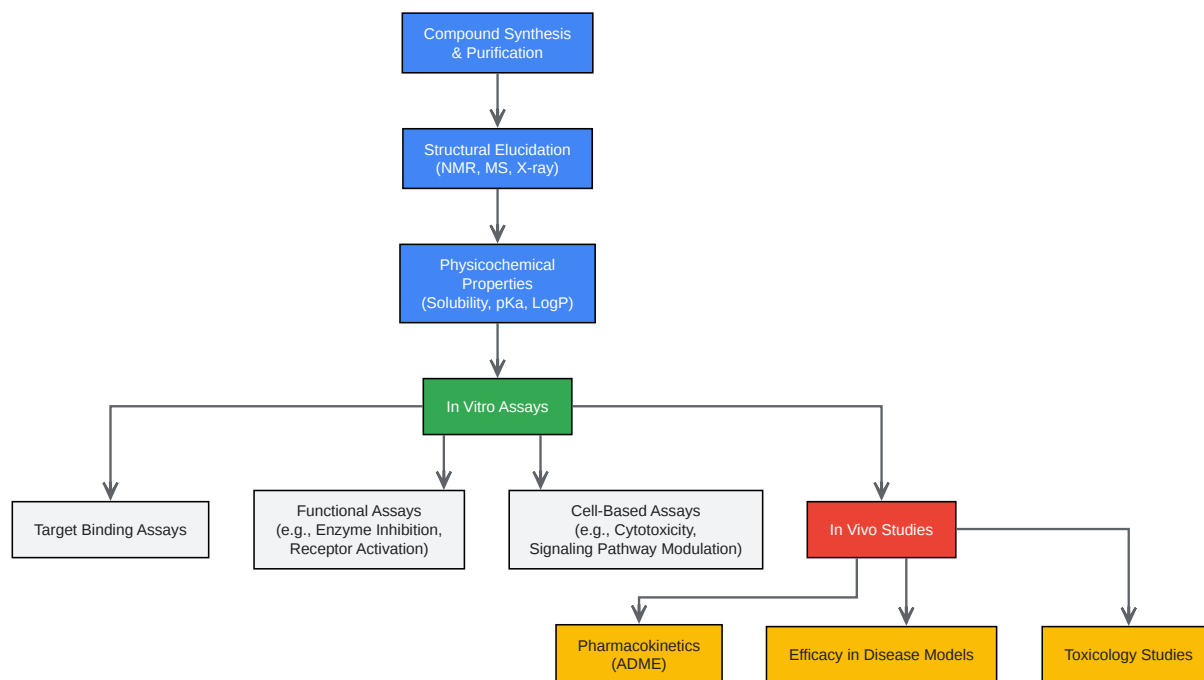 Compound Synthesis
& Purification
Structural Elucidation
(NMR, MS, X-ray)
Physicochemical
Properties
(Solubility, pKa, LogP)
In Vitro Assays
Target Binding Assays
Functional Assays
(e.g., Enzyme Inhibition,
Receptor Activation)
Cell-Based Assays
(e.g., Cytotoxicity,
Signaling Pathway Modulation)
In Vivo Studies
Pharmacokinetics
(ADME)
Efficacy in Disease Models
Toxicology Studies